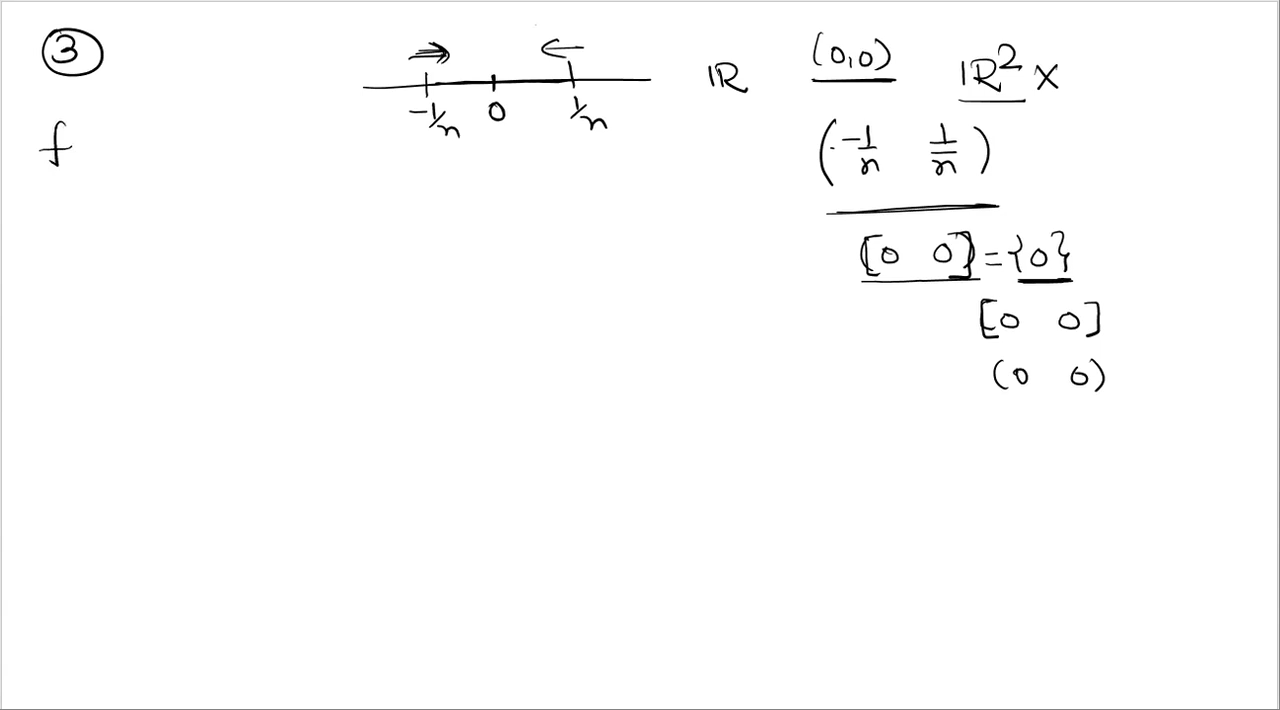 ③
-1/n 0 1/n ℝ (0,0) ℝ² ×
f
(-1/n 1/n)
[0 0] = {0}
[0 0]
(0 0)